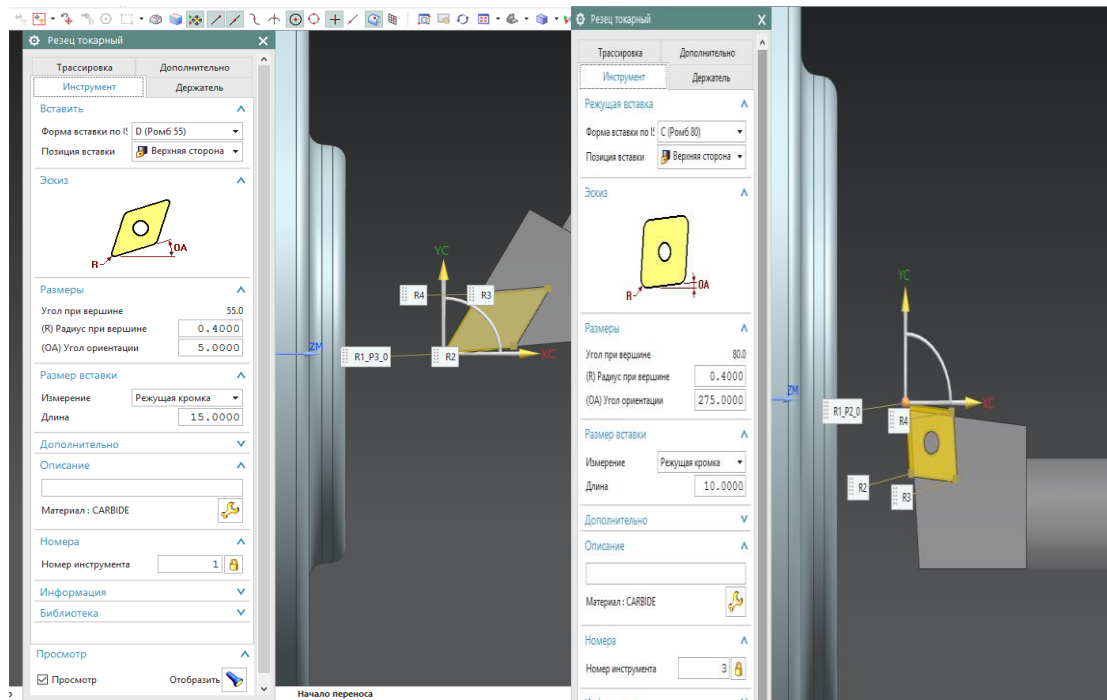 Резец токарный
Трассировка Дополнительно
Инструмент Держатель
Вставить
Форма вставки по I D (Ромб 55)
Позиция вставки Верхняя сторона
Эскиз
R OA
Размеры
Угол при вершине 55.0
(R) Радиус при вершине 0.4000
(OA) Угол ориентации 5.0000
Размер вставки
Измерение Режущая кромка
Длина 15.0000
Дополнительно
Описание
Материал : CARBIDE
Номера
Номер инструмента 1
Информация
Библиотека
Просмотр
Просмотр Отобразить
YC
R4 R3
ZM R1_P3_0 R2 XC
Начало переноса
Резец токарный
Трассировка Дополнительно
Инструмент Держатель
Режущая вставка
Форма вставки по I C (Ромб 80)
Позиция вставки Верхняя сторона
Эскиз
R OA
Размеры
Угол при вершине 80.0
(R) Радиус при вершине 0.4000
(OA) Угол ориентации 275.0000
Размер вставки
Измерение Режущая кромка
Длина 10.0000
Дополнительно
Описание
Материал : CARBIDE
Номера
Номер инструмента 3
YC
ZM XC
R1_P2_0 R4
R2 R3